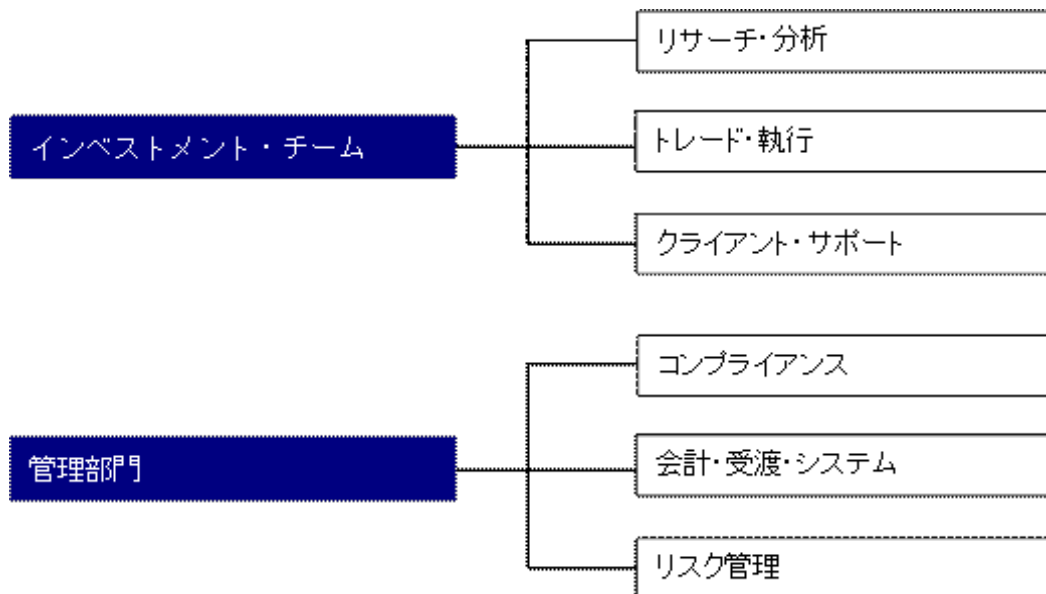 リサーチ・分析
インベストメント・チーム
トレード・執行
クライアント・サポート
コンプライアンス
管理部門
会計・受渡・システム
リスク管理